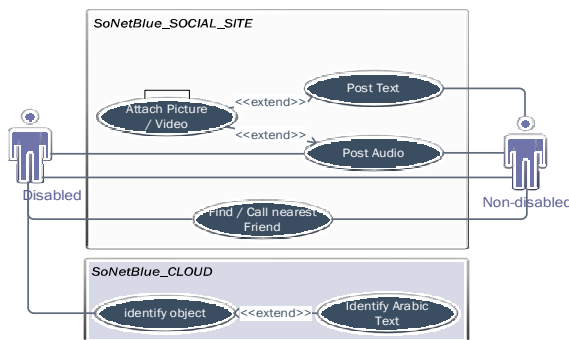 SoNetBlue_SOCIAL_SITE
Post Text
<<extend>>
Attach Picture
/ Video
<<extend>>
Post Audio
Disabled
Non-disabled
Find / Call nearest
Friend
SoNetBlue_CLOUD
identify object
<<extend>>
Identify Arabic
Text